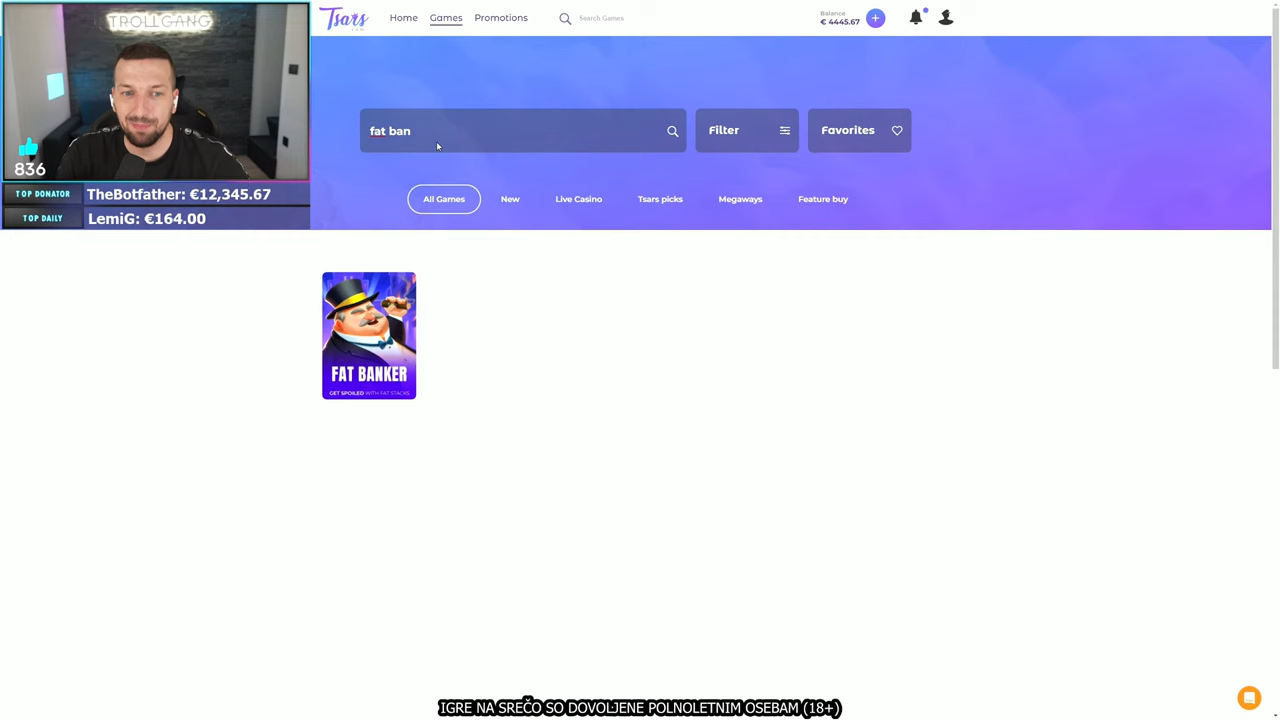 TROLLGANG
836
TOP DONATOR TheBotfather: €12,345.67
TOP DAILY LemiG: €164.00
Tsars
.com
Home Games Promotions Search Games
Balance
€ 4445.67
fat ban
Filter
Favorites
All Games New Live Casino Tsars picks Megaways Feature buy
FAT BANKER
GET SPOILED WITH FAT STACKS
IGRE NA SREČO SO DOVOLJENE POLNOLETNIM OSEBAM (18+)